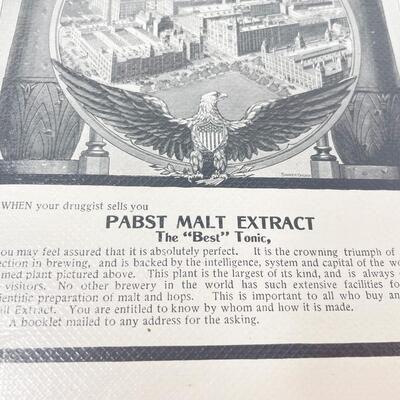 WHEN your druggist sells you
PABST MALT EXTRACT
The "Best" Tonic,
you may feel assured that it is absolutely perfect. It is the crowning triumph of
ection in brewing, and is backed by the intelligence, system and capital of the wo
med plant pictured above. This plant is the largest of its kind, and is always o
visitors. No other brewery in the world has such extensive facilities fo
ientific preparation of malt and hops. This is important to all who buy an
alt Extract. You are entitled to know by whom and how it is made.
A booklet mailed to any address for the asking.